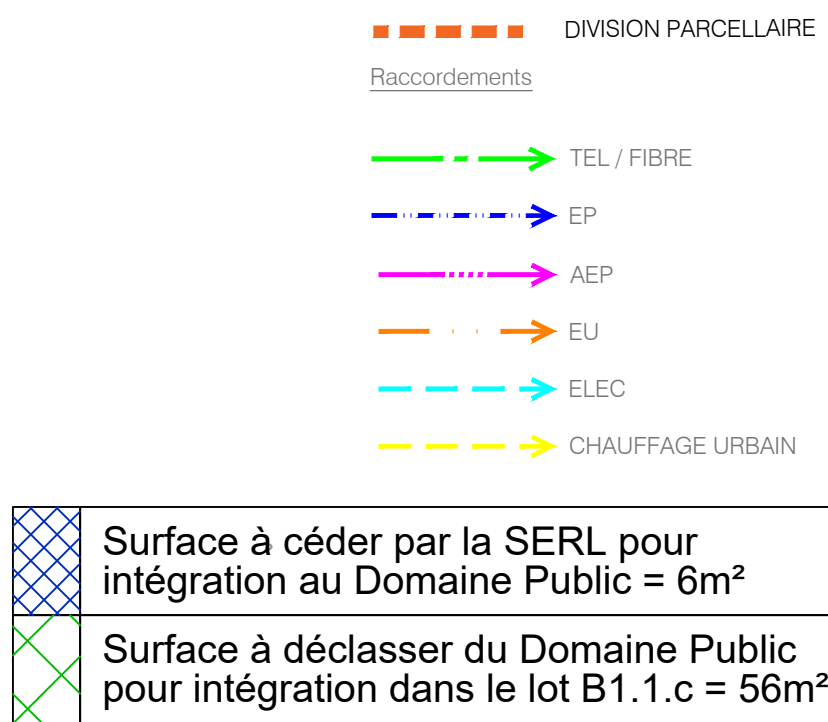 DIVISION PARCELLAIRE
Raccordements
TEL / FIBRE
EP
AEP
EU
ELEC
CHAUFFAGE URBAIN
Surface à céder par la SERL pour
intégration au Domaine Public = 6m²
Surface à déclasser du Domaine Public
pour intégration dans le lot B1.1.c = 56m²